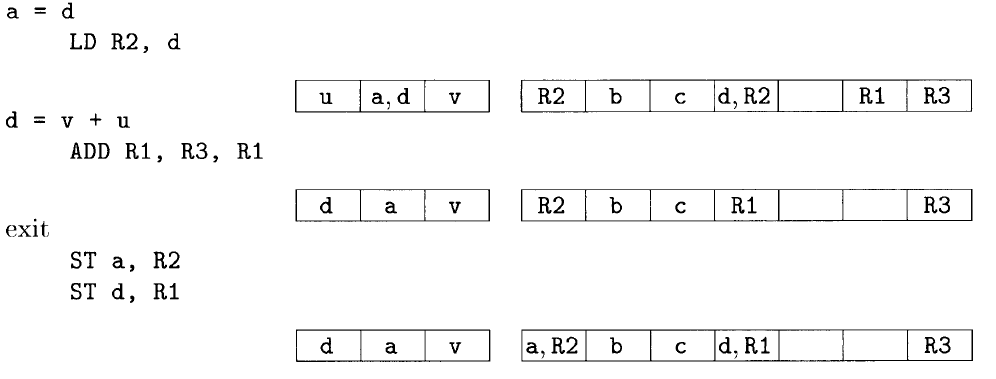 a = d
LD R2, d
u a, d v R2 b c d, R2 R1 R3
d = v + u
ADD R1, R3, R1
d a v R2 b c R1 R3
exit
ST a, R2
ST d, R1
d a v a, R2 b c d, R1 R3